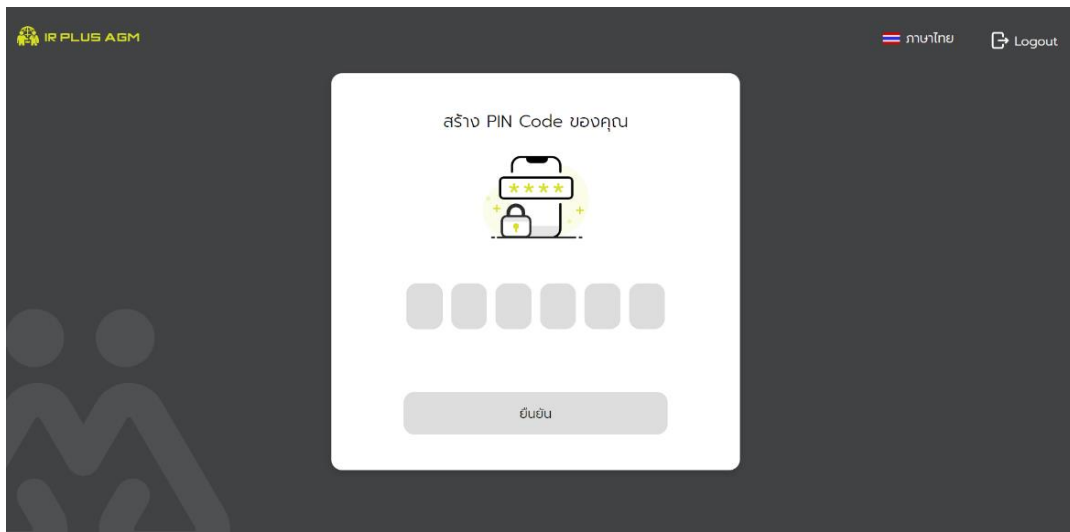 IR PLUS AGM
ภาษาไทย
Logout
สร้าง PIN Code ของคุณ
****
ยืนยัน